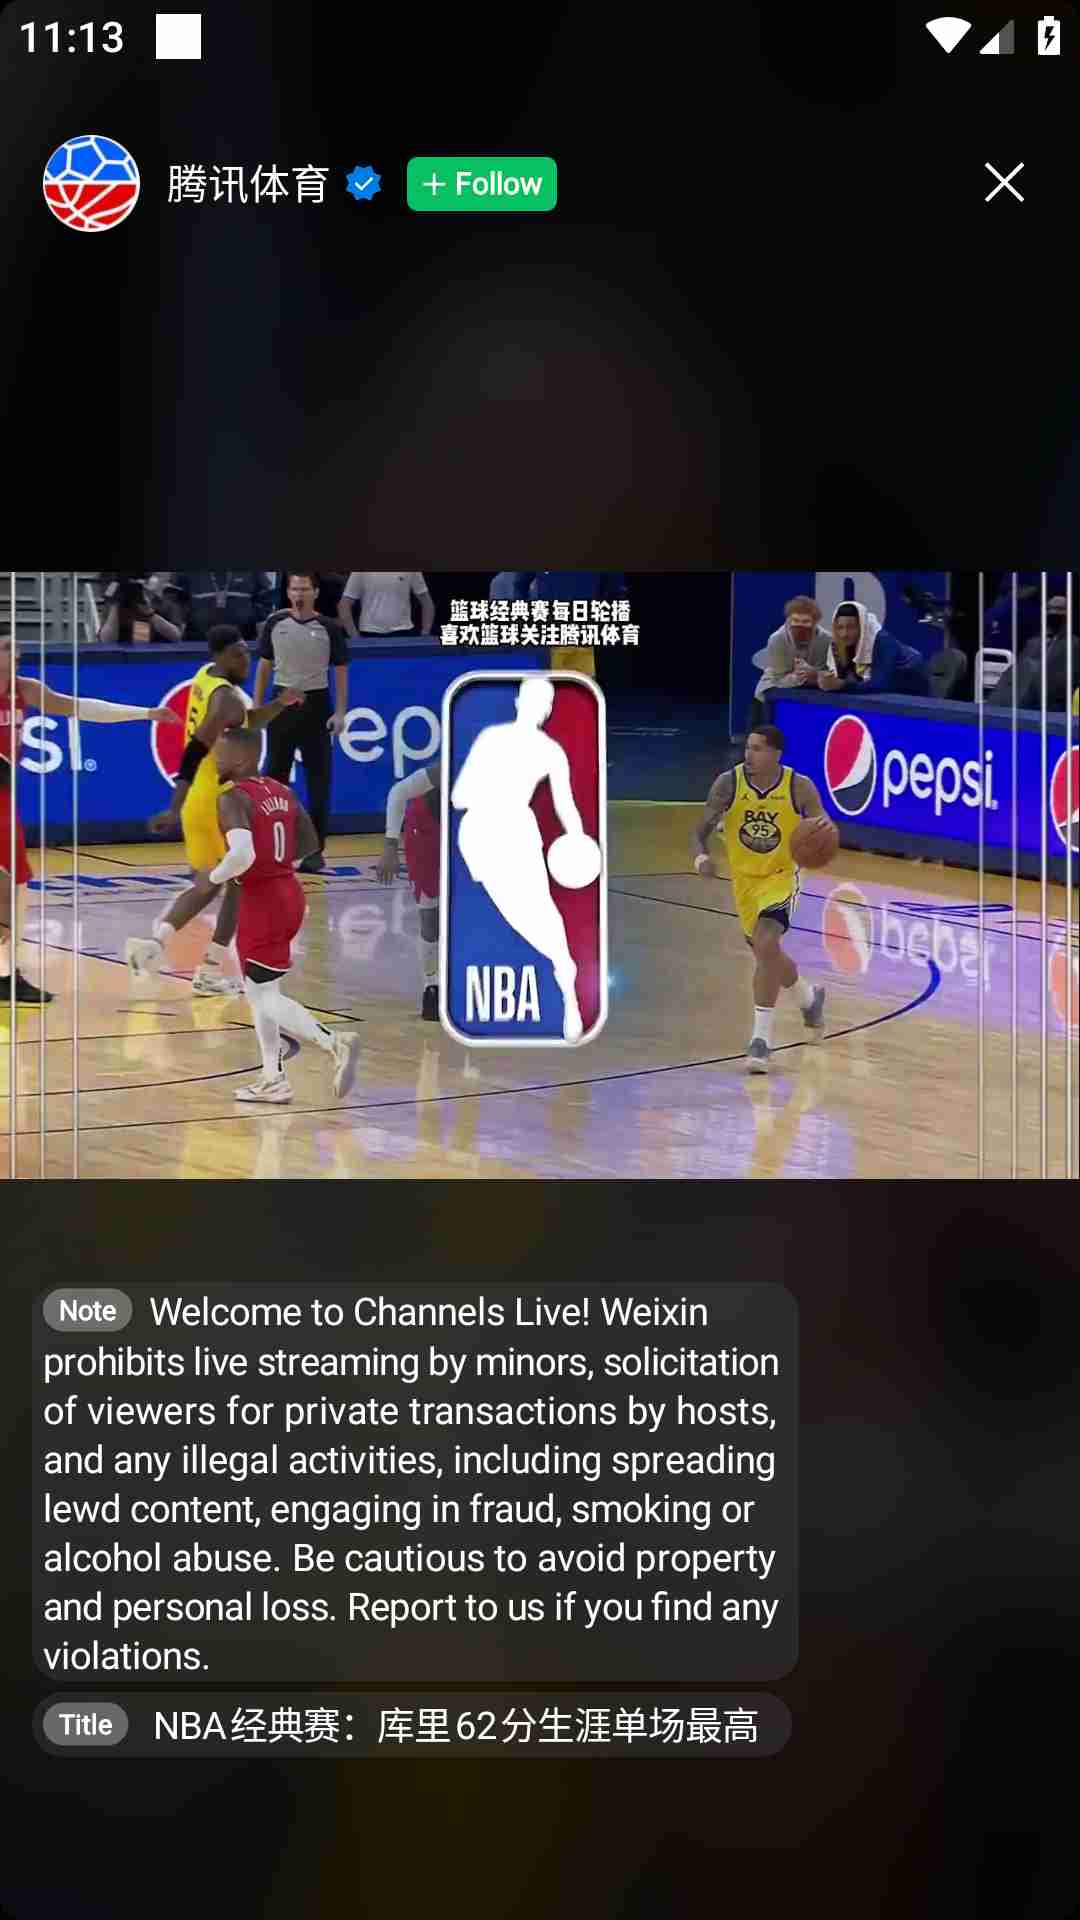 11:13
腾讯体育
+ Follow
篮球经典赛每日轮播
喜欢篮球关注腾讯体育
si.
ep
pepsi.
LILLARD
0
BAY
95
NBA
Note Welcome to Channels Live! Weixin
prohibits live streaming by minors, solicitation
of viewers for private transactions by hosts,
and any illegal activities, including spreading
lewd content, engaging in fraud, smoking or
alcohol abuse. Be cautious to avoid property
and personal loss. Report to us if you find any
violations.
Title NBA经典赛：库里62分生涯单场最高